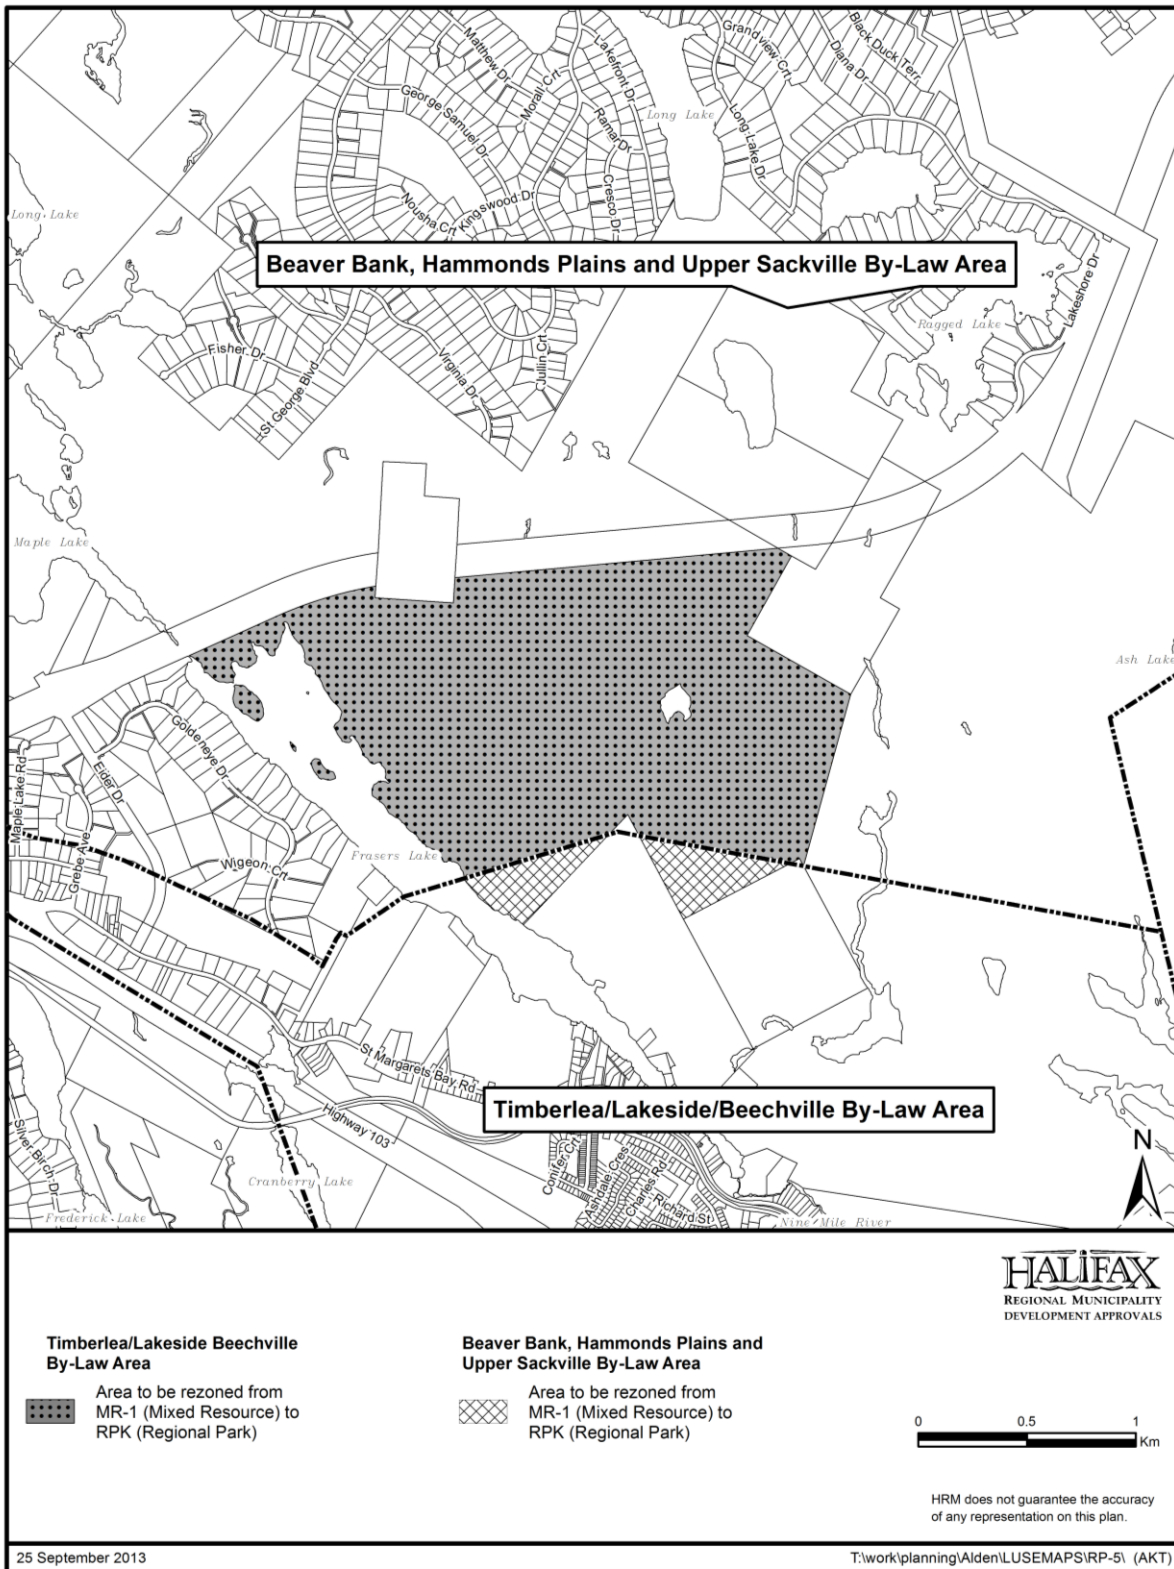 Matthew Dr
Morall Crt
Lakefront Dr
Grandview Crt
Black Duck Terr
Diana Dr
George Samuel Dr
Ramar Dr
Long Lake
Long Lake Dr
Nousha Crt
Kingswood Dr
Cresco Dr
Long Lake
Beaver Bank, Hammonds Plains and Upper Sackville By-Law Area
Lakeshore Dr
Ragged Lake
Fisher Dr
St George Blvd
Virginia Dr
Jullin Crt
Maple Lake
Ash Lake
Goldeneye Dr
Eider Dr
Maple Lake Rd
Grebe Ave
Wigeon Crt
Frasers Lake
St Margarets Bay Rd
Highway 103
Timberlea/Lakeside/Beechville By-Law Area
Silver Birch Dr
Cranberry Lake
Frederick Lake
Conifer Crt
Ashdale Cres
Charles Rd
Richard St
Nine Mile River
N
HALIFAX
REGIONAL MUNICIPALITY
DEVELOPMENT APPROVALS
Timberlea/Lakeside Beechville
By-Law Area
Area to be rezoned from
MR-1 (Mixed Resource) to
RPK (Regional Park)
Beaver Bank, Hammonds Plains and
Upper Sackville By-Law Area
Area to be rezoned from
MR-1 (Mixed Resource) to
RPK (Regional Park)
0 0.5 1
Km
HRM does not guarantee the accuracy
of any representation on this plan.
25 September 2013
T:\work\planning\Alden\LUSEMAPS\RP-5\ (AKT)